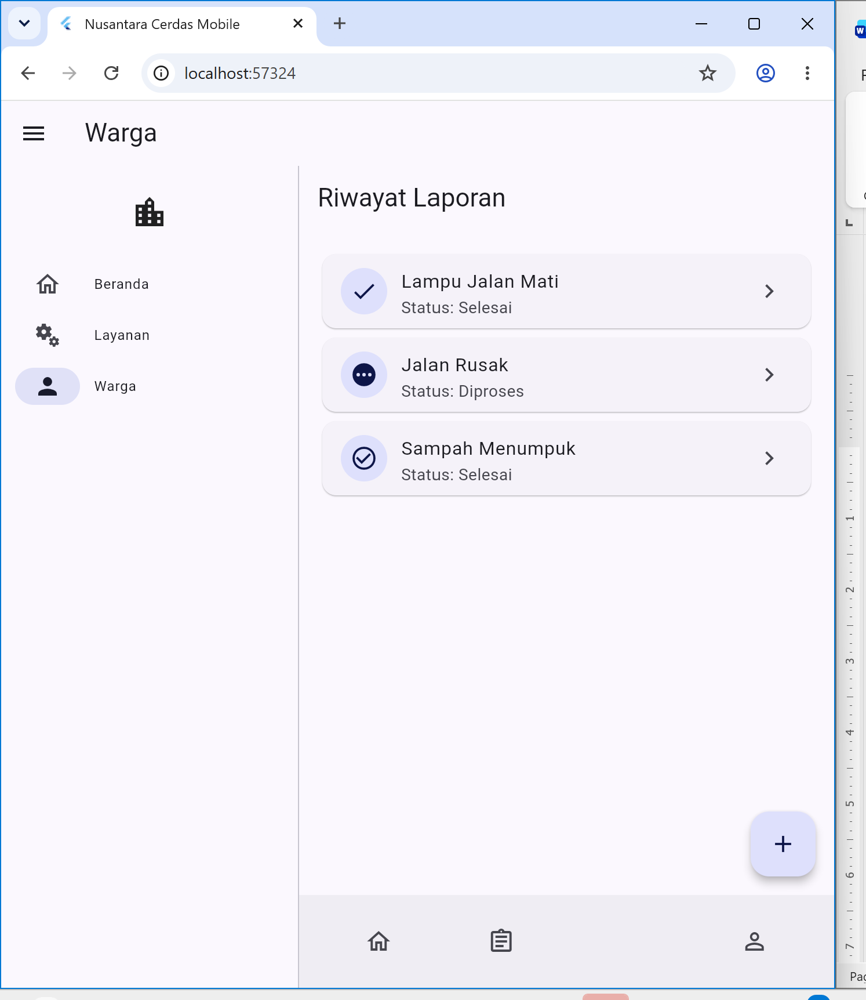 Nusantara Cerdas Mobile
localhost:57324
Warga
Beranda
Layanan
Warga
Riwayat Laporan
Lampu Jalan Mati
Status: Selesai
Jalan Rusak
Status: Diproses
Sampah Menumpuk
Status: Selesai
1
2
3
4
5
6
7